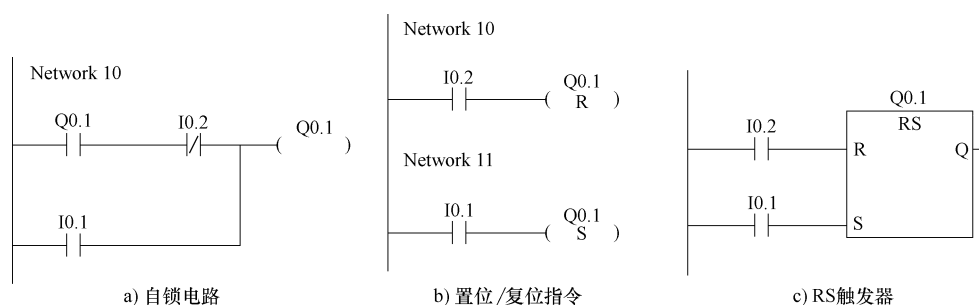 Network 10
Q0.1
I0.2
Q0.1
I0.1
a) 自锁电路
Network 10
I0.2
Q0.1
R
Network 11
I0.1
Q0.1
S
b) 置位/复位指令
Q0.1
RS
I0.2
R
Q
I0.1
S
c) RS触发器